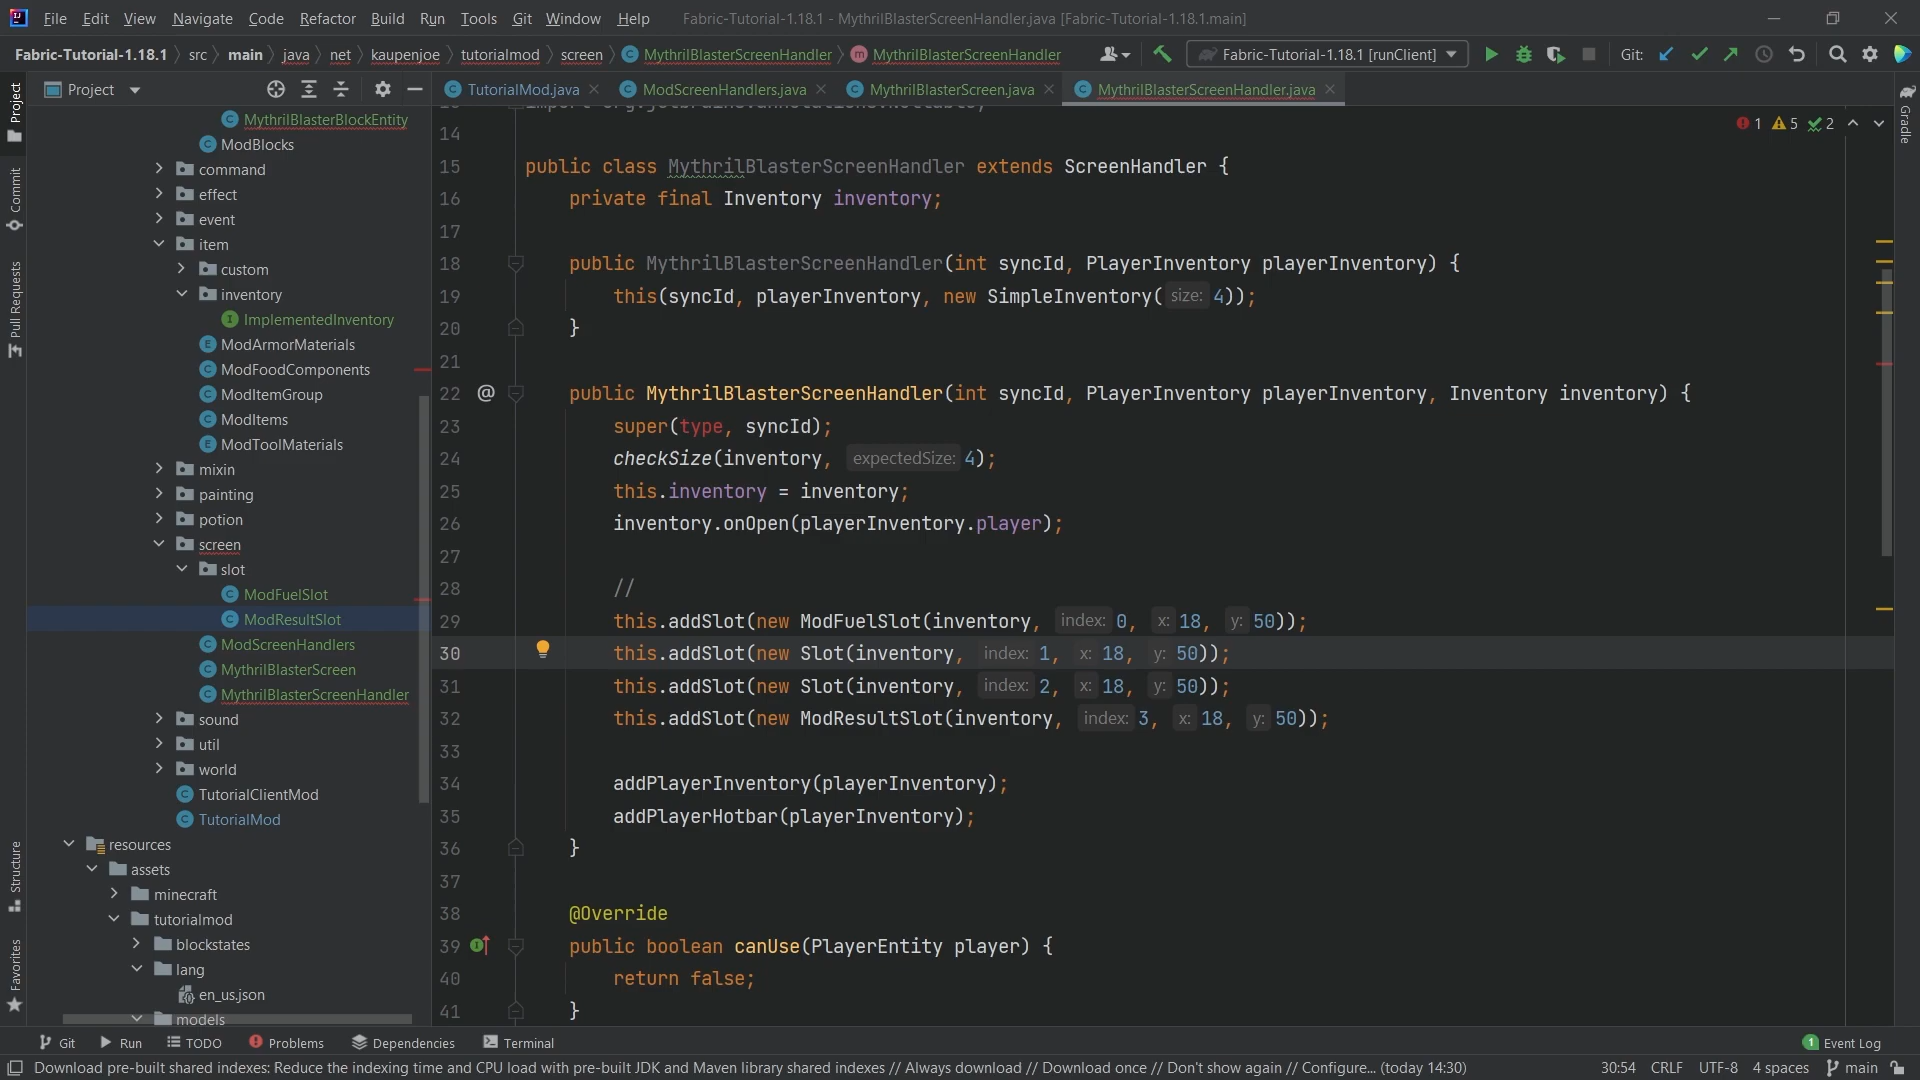 File Edit View Navigate Code Refactor Build Run Tools Git Window Help Fabric-Tutorial-1.18.1 - MythrilBlasterScreenHandler.java [Fabric-Tutorial-1.18.1.main]
Fabric-Tutorial-1.18.1 src main java net kaupenjoe tutorialmod screen MythrilBlasterScreenHandler MythrilBlasterScreenHandler Fabric-Tutorial-1.18.1 [runClient] Git:
Project
TutorialMod.java ModScreenHandlers.java MythrilBlasterScreen.java MythrilBlasterScreenHandler.java
Project
Commit
Pull Requests
Structure
Favorites
MythrilBlasterBlockEntity
ModBlocks
command
effect
event
item
custom
inventory
ImplementedInventory
ModArmorMaterials
ModFoodComponents
ModItemGroup
ModItems
ModToolMaterials
mixin
painting
potion
screen
slot
ModFuelSlot
ModResultSlot
ModScreenHandlers
MythrilBlasterScreen
MythrilBlasterScreenHandler
sound
util
world
TutorialClientMod
TutorialMod
resources
assets
minecraft
tutorialmod
blockstates
lang
en_us.json
models
1 5 2
Gradle
14
15 public class MythrilBlasterScreenHandler extends ScreenHandler {
16 private final Inventory inventory;
17
18 public MythrilBlasterScreenHandler(int syncId, PlayerInventory playerInventory) {
19 this(syncId, playerInventory, new SimpleInventory( size: 4));
20 }
21
22 @ public MythrilBlasterScreenHandler(int syncId, PlayerInventory playerInventory, Inventory inventory) {
23 super(type, syncId);
24 checkSize(inventory, expectedSize: 4);
25 this.inventory = inventory;
26 inventory.onOpen(playerInventory.player);
27
28 //
29 this.addSlot(new ModFuelSlot(inventory, index: 0, x: 18, y: 50));
30 this.addSlot(new Slot(inventory, index: 1, x: 18, y: 50));
31 this.addSlot(new Slot(inventory, index: 2, x: 18, y: 50));
32 this.addSlot(new ModResultSlot(inventory, index: 3, x: 18, y: 50));
33
34 addPlayerInventory(playerInventory);
35 addPlayerHotbar(playerInventory);
36 }
37
38 @Override
39 public boolean canUse(PlayerEntity player) {
40 return false;
41 }
Git Run TODO Problems Dependencies Terminal 1 Event Log
Download pre-built shared indexes: Reduce the indexing time and CPU load with pre-built JDK and Maven library shared indexes // Always download // Download once // Don't show again // Configure... (today 14:30) 30:54 CRLF UTF-8 4 spaces main